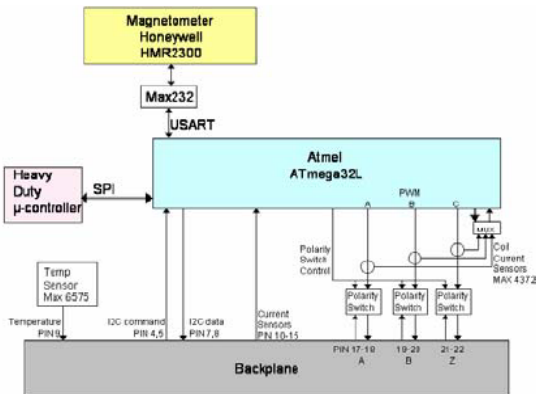 Magnetometer
Honeywell
HMR2300
Max232
USART
Atmel
ATmega32L
PWM
A
B
C
Heavy
Duty
µ-controller
SPI
MUX
Polarity
Switch
Control
Coil
Current
Sensors
MAX 4372
Temp
Sensor
Max 6575
Polarity
Switch
Polarity
Switch
Polarity
Switch
Temperature
PIN 9
I2C command
PIN 4,5
I2C data
PIN 7,8
Current
Sensors
PIN 10-15
PIN 17-18
A
19-20
B
21-22
Z
Backplane